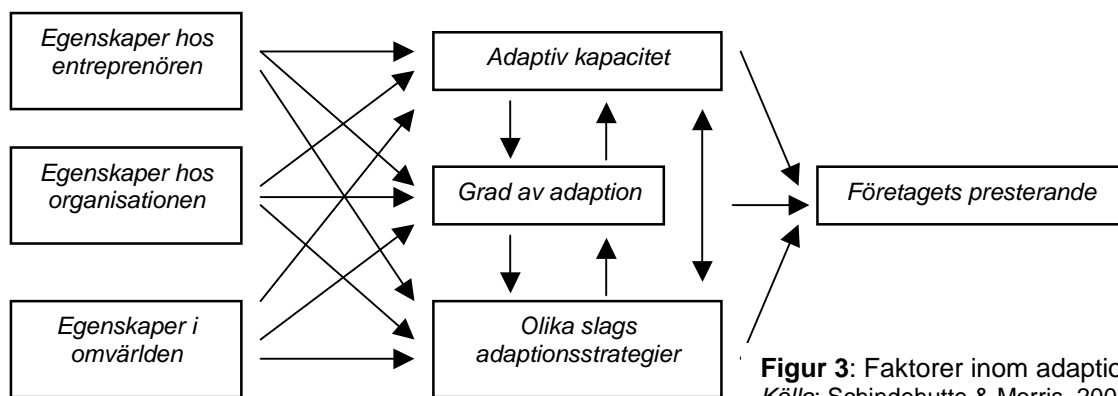 Egenskaper hos
entreprenören
Egenskaper hos
organisationen
Egenskaper i
omvärlden
Adaptiv kapacitet
Grad av adaption
Olika slags
adaptionsstrategier
Företagets presterande
Figur 3: Faktorer inom adaptio
Källa: Schindehutte & Morris, 200